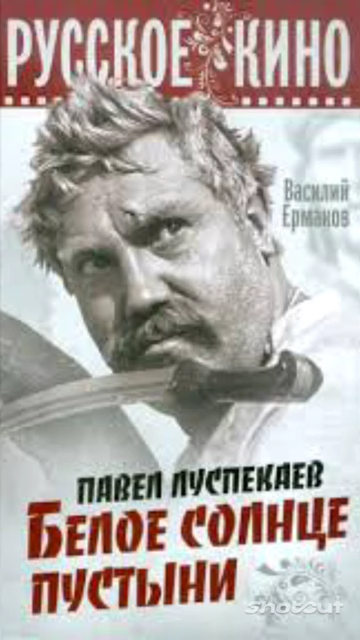 РУССКОЕ КИНО
Василий
Ермаков
ПАВЕЛ ЛУСПЕКАЕВ
БЕЛОЕ СОЛНЦЕ
ПУСТЫНИ
shotcut